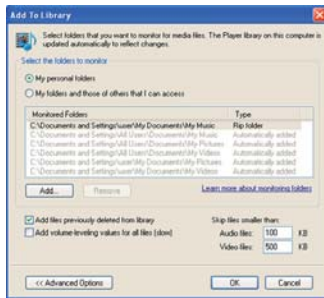 Add To Library
Select folders that you want to monitor for media files. The Player library on this computer is
updated automatically to reflect changes.
Select the folders to monitor
My personal folders
My folders and those of others that I can access
Monitored Folders Type
C:\Documents and Settings\user\My Documents\My Music Rip folder
C:\Documents and Settings\All Users\Documents\My Music Automatically added
C:\Documents and Settings\All Users\Documents\My Pictures Automatically added
C:\Documents and Settings\All Users\Documents\My Videos Automatically added
C:\Documents and Settings\user\My Documents\My Pictures Automatically added
C:\Documents and Settings\user\My Documents\My Videos Automatically added
Add... Remove Learn more about monitoring folders
Add files previously deleted from library Skip files smaller than:
Add volume-leveling values for all files (slow) Audio files: 100 KB
Video files: 500 KB
<< Advanced Options OK Cancel